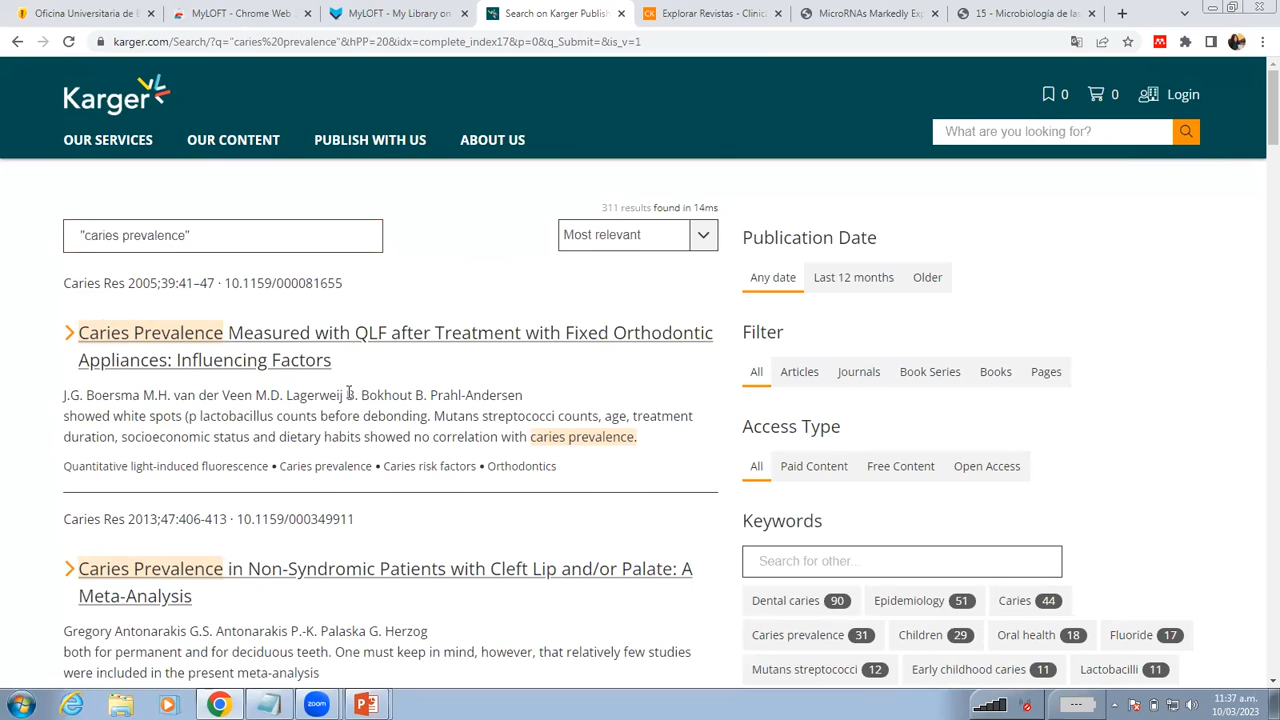 Oficina Universitaria de I
MyLOFT - Chrome Web
MyLOFT - My Library on
Search on Karger Publish
Explorar Revistas - Clinic
MicroRNAs Markedly Exp
15 - Microbiología de la
karger.com/Search/?q="caries%20prevalence"&hPP=20&idx=complete_index17&p=0&q_Submit=&is_v=1
Karger
0
0
Login
OUR SERVICES
OUR CONTENT
PUBLISH WITH US
ABOUT US
What are you looking for?
311 results found in 14ms
"caries prevalence"
Most relevant
Caries Res 2005;39:41–47 · 10.1159/000081655
Caries Prevalence Measured with QLF after Treatment with Fixed Orthodontic
Appliances: Influencing Factors
J.G. Boersma M.H. van der Veen M.D. Lagerweij B. Bokhout B. Prahl-Andersen
showed white spots (p lactobacillus counts before debonding. Mutans streptococci counts, age, treatment
duration, socioeconomic status and dietary habits showed no correlation with caries prevalence.
Quantitative light-induced fluorescence • Caries prevalence • Caries risk factors • Orthodontics
Caries Res 2013;47:406-413 · 10.1159/000349911
Caries Prevalence in Non-Syndromic Patients with Cleft Lip and/or Palate: A
Meta-Analysis
Gregory Antonarakis G.S. Antonarakis P.-K. Palaska G. Herzog
both for permanent and for deciduous teeth. One must keep in mind, however, that relatively few studies
were included in the present meta-analysis
Publication Date
Any date
Last 12 months
Older
Filter
All
Articles
Journals
Book Series
Books
Pages
Access Type
All
Paid Content
Free Content
Open Access
Keywords
Search for other...
Dental caries 90
Epidemiology 51
Caries 44
Caries prevalence 31
Children 29
Oral health 18
Fluoride 17
Mutans streptococci 12
Early childhood caries 11
Lactobacilli 11
zoom
11:37 a.m.
10/03/2023